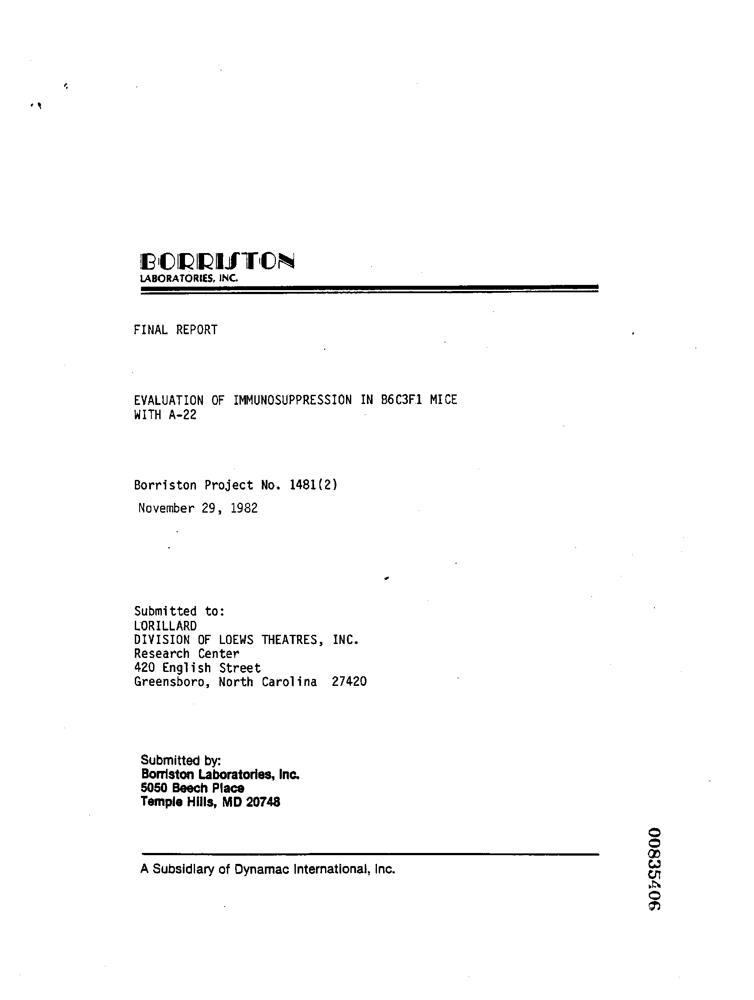 BORRISTON
LABORATORIES, INC.
FINAL REPORT
EVALUATION OF IMMUNOSUPPRESSION IN B6C3F1 MICE
WITH A-22
Borriston Project No. 1481(2)
November 29, 1982
Submitted to:
LORILLARD
DIVISION OF LOEWS THEATRES, INC.
Research Center
420 English Street
Greensboro, North Carolina 27420
Submitted by:
Borriston Laboratories, Inc.
5050 Beech Place
Temple Hills, MD 20748
A Subsidiary of Dynamac International, Inc.
00835406